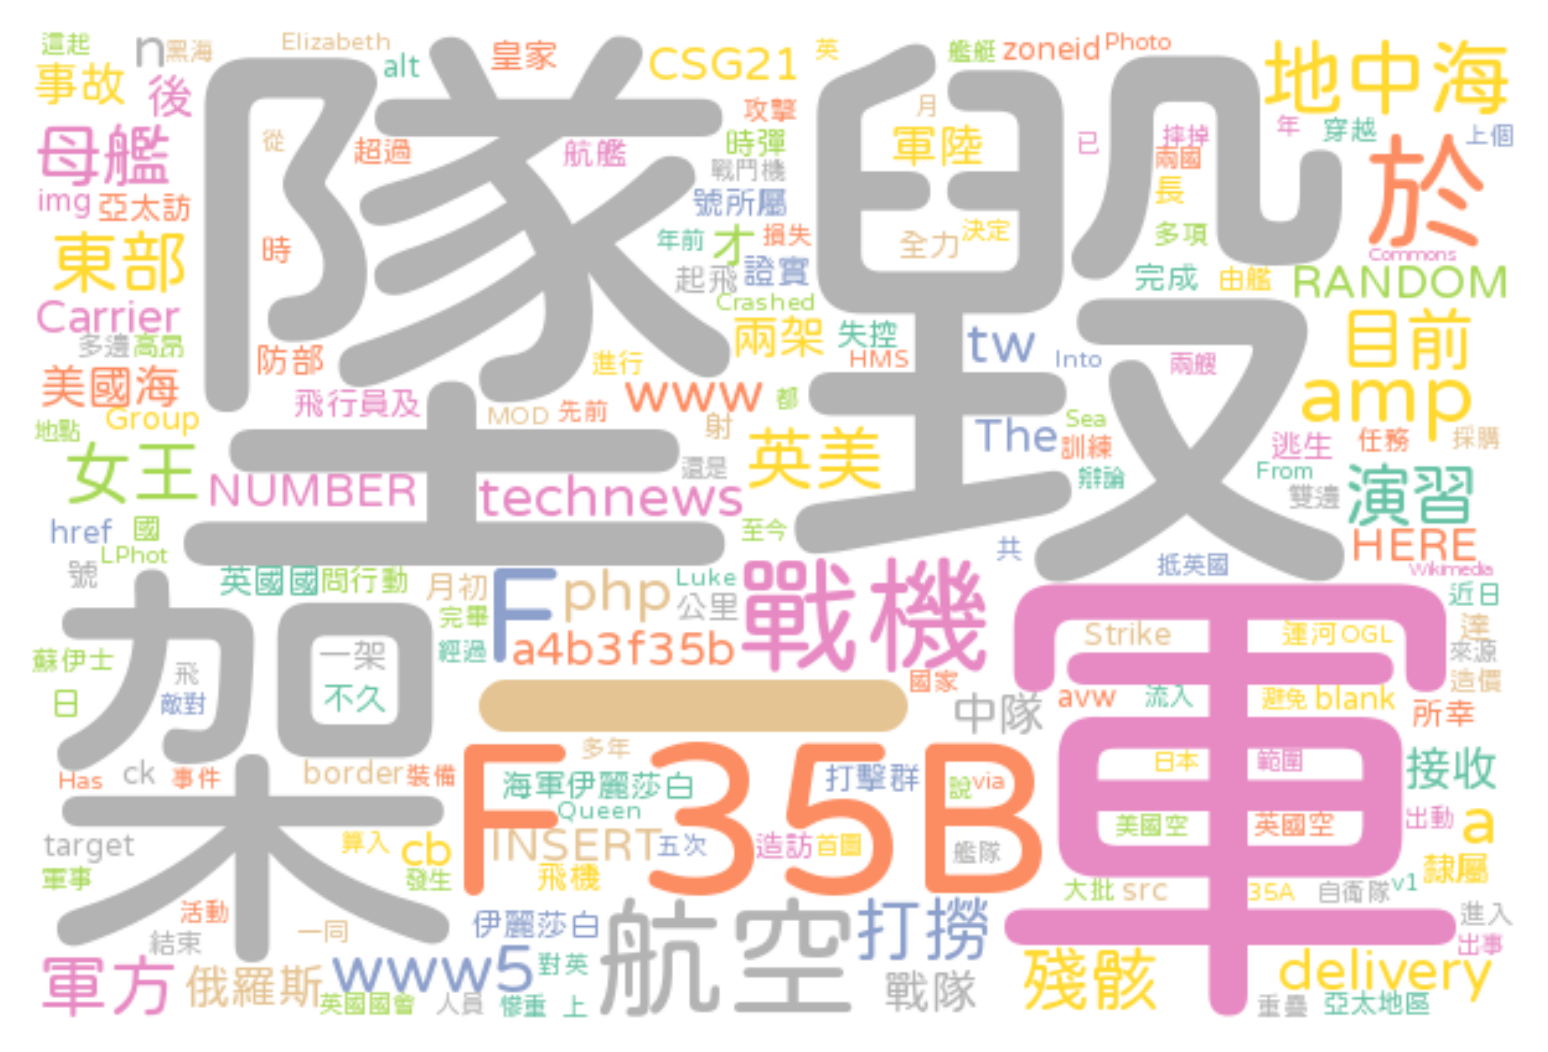 這起 n 黑海 Elizabeth alt 皇家 CSG21 英 艦艇 zoneid Photo 地中海
事故 後 攻擊 月 年 穿越 上個
母艦 從 超過 航艦 時彈 軍陸 已 摔掉 兩國 於
img 亞太訪 戰鬥機 號所屬 長
墜毀
東部 時 年前 才 損失 全力 決定 多項 Commons
起飛 證實 完成 由艦 RANDOM
Carrier Crashed
多邊 高昂 防部 進行 兩架 失控 HMS tw Into 兩艘 目前
美國海 飛行員及 www 都 amp
Group MOD 先前 射 The Sea
地點 英美 訓練 逃生 任務 採購
女王 還是 辯論 From 雙邊 演習
NUMBER technews
href 國 至今 共 HERE
LPhot 抵英國 Wikimedia
號 英國國 問行動 月初 F php Luke 公里 戰機 近日
完畢 Strike 運河 OGL 達
蘇伊士 一架 經過 a4b3f35b 來源
飛 國家 造價
日 敵對 不久 一 中隊 avw 流入 避免 blank 所幸
架 軍
多年 日本 範圍
Has ck 事件 border 裝備 海軍伊麗莎白 打擊群 說 via 接收
F35B
Queen 美國空 英國空 出動 a
target 算入 cb INSERT 五次 造訪 首圖 艦隊
軍事 發生 飛機 隸屬
大批 src 35A 自衛隊 v1
活動 一同 伊麗莎白 航空 打撈 進入
結束 出事
軍方 俄羅斯 www5 對英 戰隊 殘骸 delivery
英國國會 人員 慘重 上 重疊 亞太地區